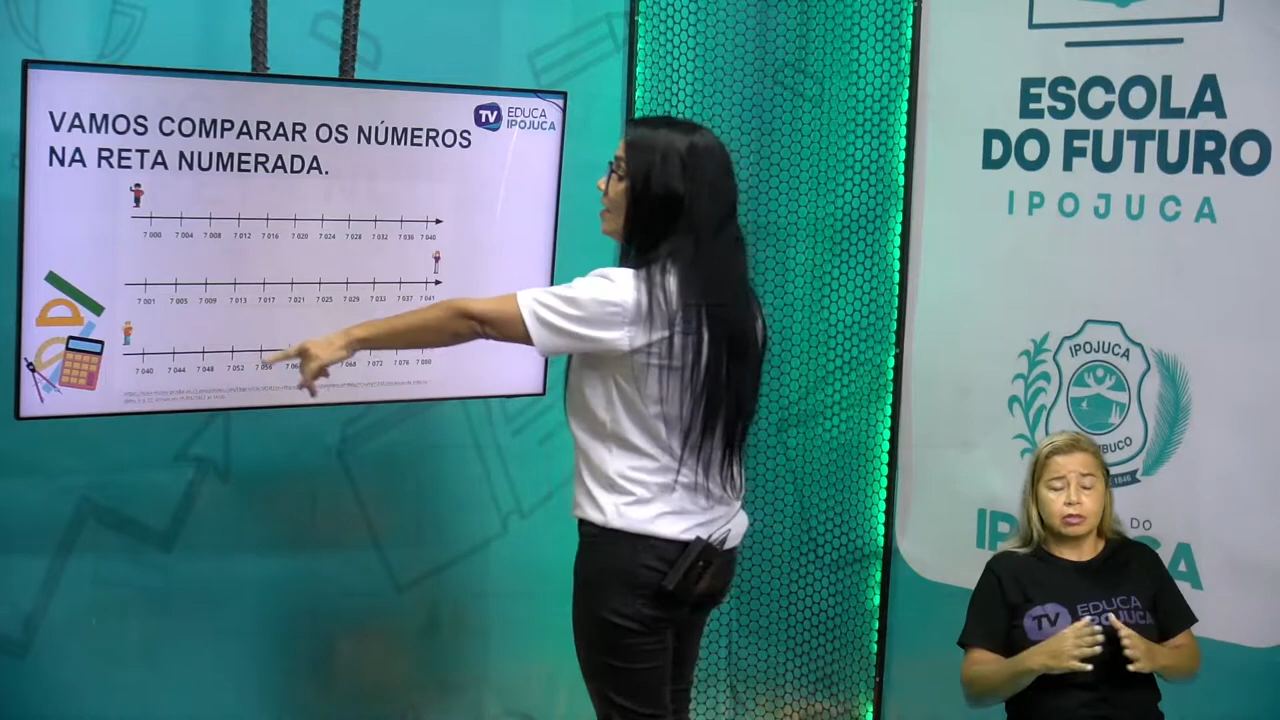 VAMOS COMPARAR OS NÚMEROS
NA RETA NUMERADA.
TV EDUCA
IPOJUCA
7 000 7 004 7 008 7 012 7 016 7 020 7 024 7 028 7 032 7 036 7 040
7 001 7 005 7 009 7 013 7 017 7 021 7 025 7 029 7 033 7 037 7 041
7 040 7 044 7 048 7 052 7 056 7 068 7 072 7 076 7 080
ESCOLA
DO FUTURO
IPOJUCA
IPOJUCA
DO
TV EDUCA
IPOJUCA